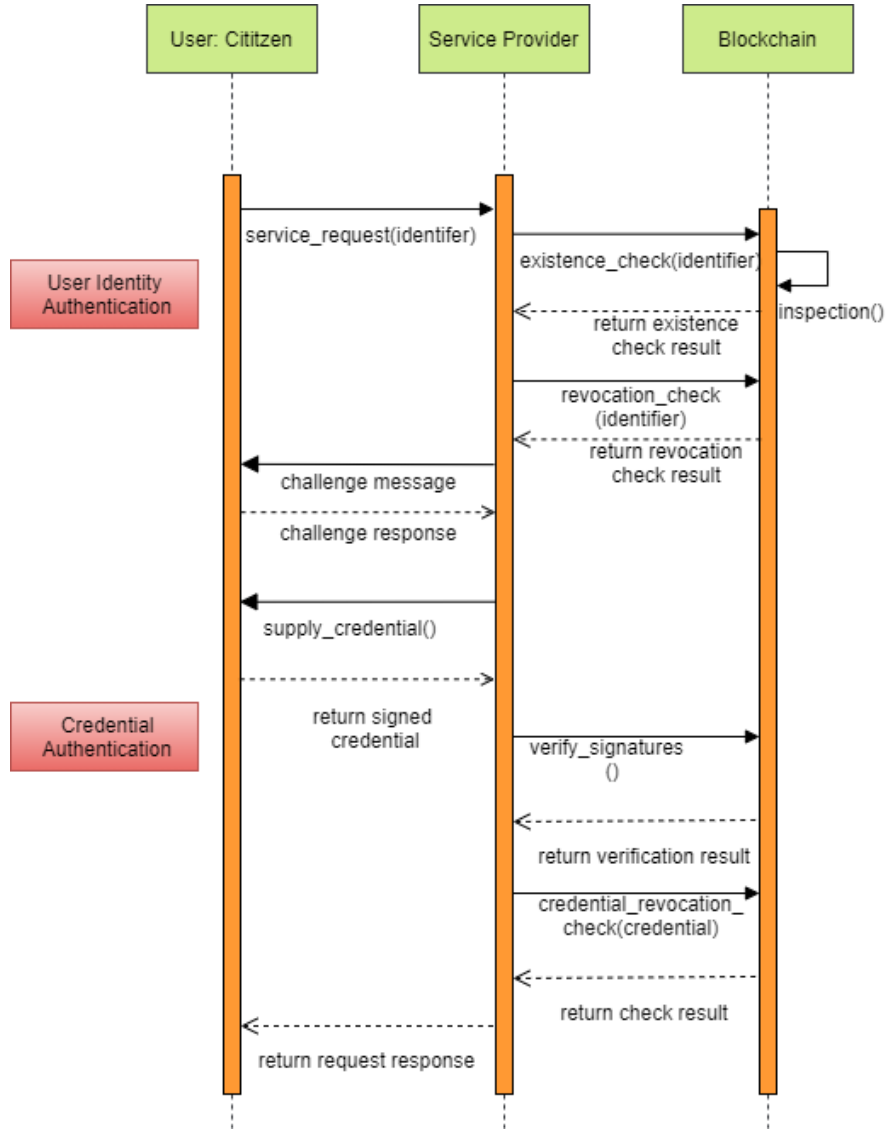 User: Cititzen
Service Provider
Blockchain
service_request(identifer)
existence_check(identifier)
User Identity
Authentication
inspection()
return existence
check result
revocation_check
(identifier)
return revocation
check result
challenge message
challenge response
supply_credential()
return signed
credential
Credential
Authentication
verify_signatures
()
return verification result
credential_revocation_
check(credential)
return check result
return request response